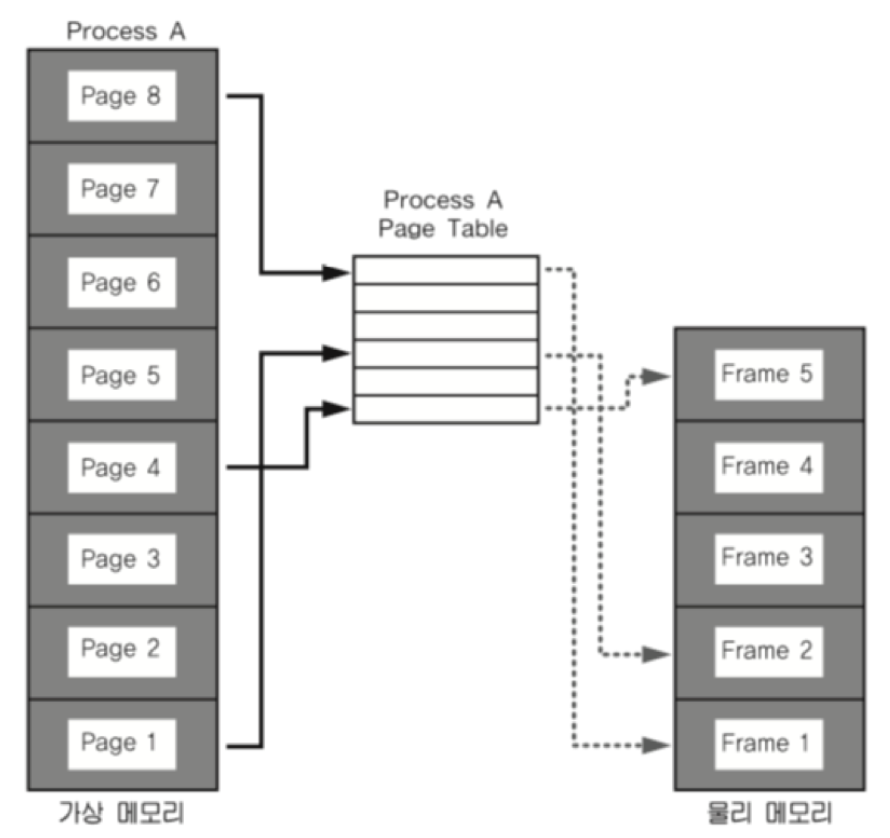 Process A
Page 8
Page 7
Page 6
Page 5
Page 4
Page 3
Page 2
Page 1
가상 메모리
Process A
Page Table
Frame 5
Frame 4
Frame 3
Frame 2
Frame 1
물리 메모리